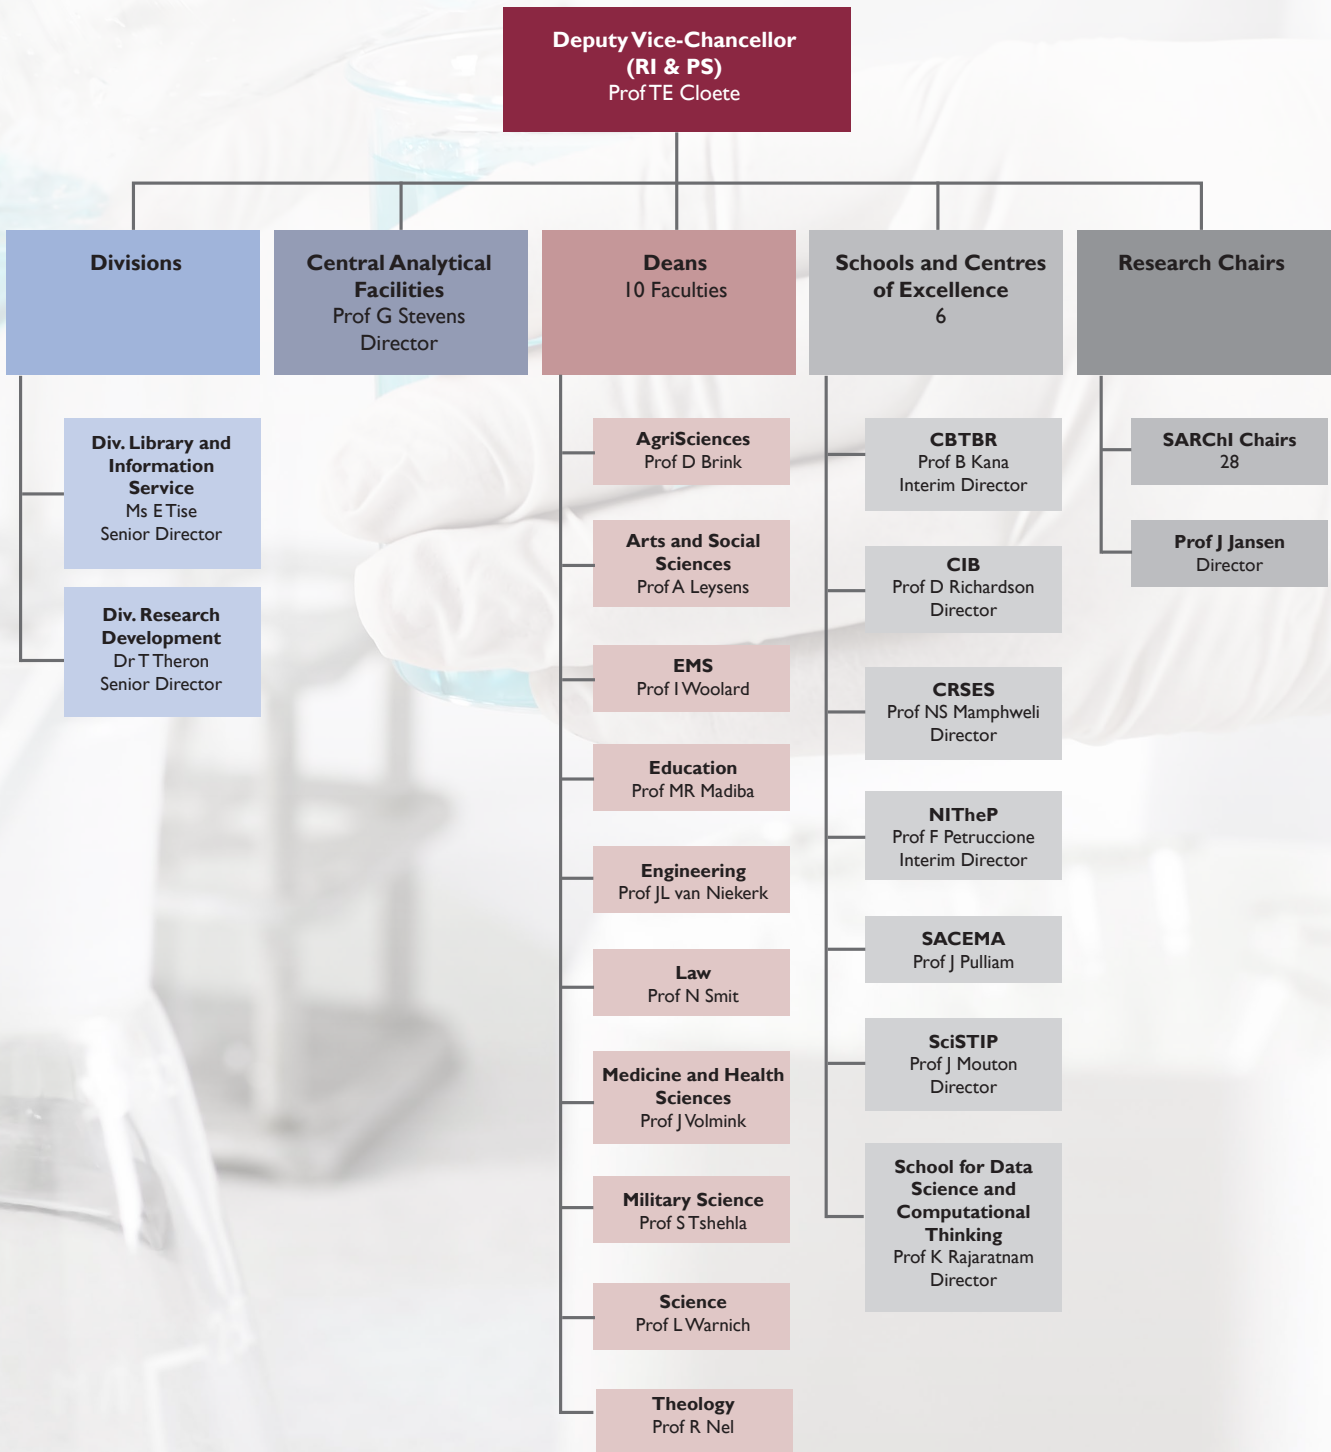 Deputy Vice-Chancellor
(RI & PS)
Prof TE Cloete
Divisions
Central Analytical
Facilities
Prof G Stevens
Director
Deans
10 Faculties
Schools and Centres
of Excellence
6
Research Chairs
Div. Library and
Information
Service
Ms E Tise
Senior Director
Div. Research
Development
Dr T Theron
Senior Director
AgriSciences
Prof D Brink
Arts and Social
Sciences
Prof A Leysens
EMS
Prof I Woolard
Education
Prof MR Madiba
Engineering
Prof JL van Niekerk
Law
Prof N Smit
Medicine and Health
Sciences
Prof J Volmink
Military Science
Prof S Tshehla
Science
Prof L Warnich
Theology
Prof R Nel
CBTBR
Prof B Kana
Interim Director
CIB
Prof D Richardson
Director
CRSES
Prof NS Mamphweli
Director
NITheP
Prof F Petruccione
Interim Director
SACEMA
Prof J Pulliam
SciSTIP
Prof J Mouton
Director
School for Data
Science and
Computational
Thinking
Prof K Rajaratnam
Director
SARChI Chairs
28
Prof J Jansen
Director